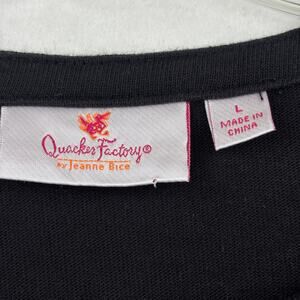 Quacker Factory®
by Jeanne Bice
L
MADE IN
CHINA